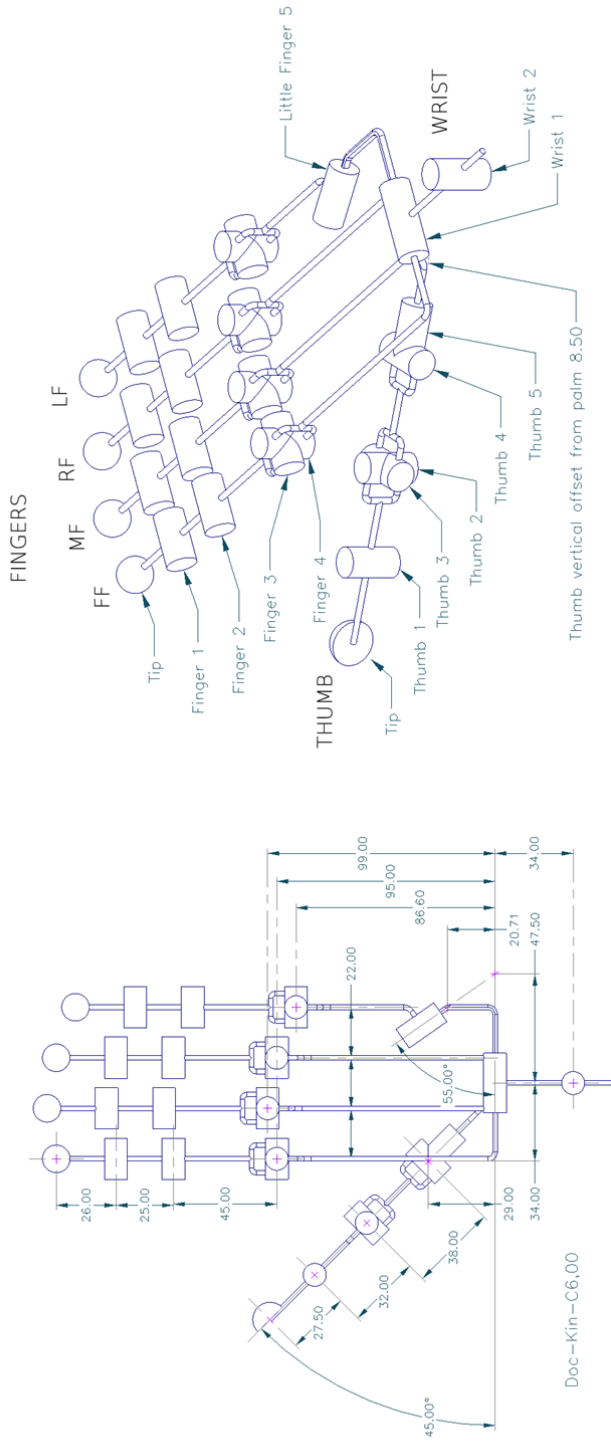 FINGERS
LF
RF
MF
FF
Tip
Finger 1
Finger 2
Finger 3
Finger 4
Little Finger 5
THUMB
Tip
Thumb 1
Thumb 3
Thumb 2
Thumb 4
Thumb 5
WRIST
Wrist 2
Wrist 1
Thumb vertical offset from palm 8.50
26.00
25.00
45.00
22.00
99.00
95.00
86.60
34.00
20.71
47.50
55.00°
27.50
32.00
38.00
29.00
34.00
45.00°
Doc-Kin-C6,00